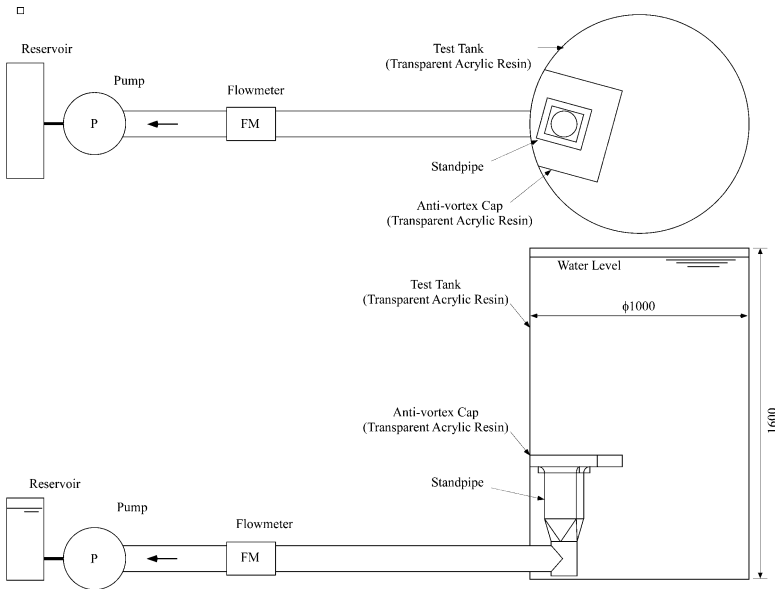 Reservoir
Pump
Flowmeter
P
FM
Test Tank
(Transparent Acrylic Resin)
Standpipe
Anti-vortex Cap
(Transparent Acrylic Resin)
Water Level
Test Tank
(Transparent Acrylic Resin)
ϕ1000
1600
Anti-vortex Cap
(Transparent Acrylic Resin)
Standpipe
Reservoir
Pump
Flowmeter
P
FM